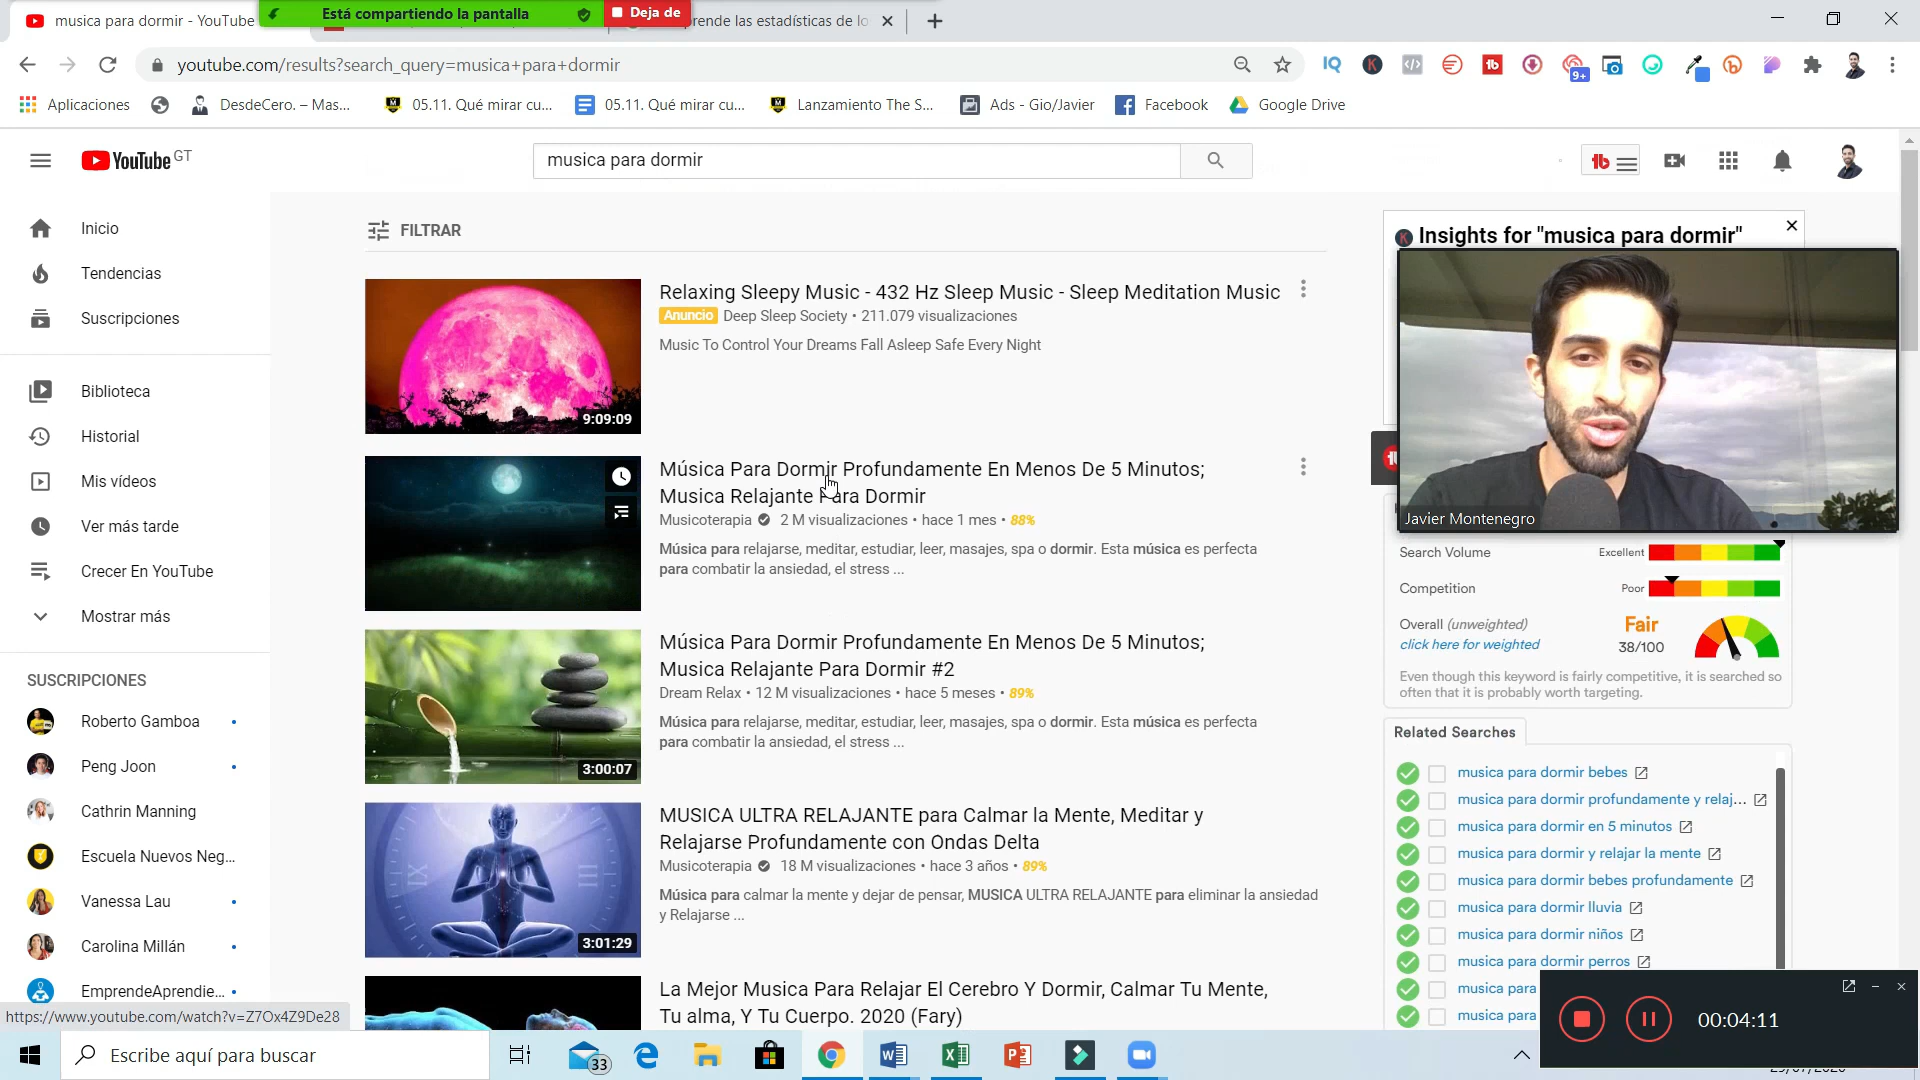 musica para dormir - YouTube
Está compartiendo la pantalla
Deja de
rende las estadísticas de lo
youtube.com/results?search_query=musica+para+dormir
IQ
K
1b
9+
Aplicaciones
DesdeCero. – Mas...
05.11. Qué mirar cu...
05.11. Qué mirar cu...
Lanzamiento The S...
Ads - Gio/Javier
Facebook
Google Drive
YouTube GT
musica para dormir
Inicio
Tendencias
Suscripciones
Biblioteca
Historial
Mis vídeos
Ver más tarde
Crecer En YouTube
Mostrar más
SUSCRIPCIONES
Roberto Gamboa
Peng Joon
Cathrin Manning
Escuela Nuevos Neg...
Vanessa Lau
Carolina Millán
EmprendeAprendie...
https://www.youtube.com/watch?v=Z7Ox4Z9De28
FILTRAR
Relaxing Sleepy Music - 432 Hz Sleep Music - Sleep Meditation Music
Anuncio Deep Sleep Society • 211.079 visualizaciones
Music To Control Your Dreams Fall Asleep Safe Every Night
9:09:09
Música Para Dormir Profundamente En Menos De 5 Minutos;
Musica Relajante Para Dormir
Musicoterapia 2 M visualizaciones • hace 1 mes • 88%
Música para relajarse, meditar, estudiar, leer, masajes, spa o dormir. Esta música es perfecta
para combatir la ansiedad, el stress ...
Música Para Dormir Profundamente En Menos De 5 Minutos;
Musica Relajante Para Dormir #2
Dream Relax • 12 M visualizaciones • hace 5 meses • 89%
Música para relajarse, meditar, estudiar, leer, masajes, spa o dormir. Esta música es perfecta
para combatir la ansiedad, el stress ...
3:00:07
MUSICA ULTRA RELAJANTE para Calmar la Mente, Meditar y
Relajarse Profundamente con Ondas Delta
Musicoterapia 18 M visualizaciones • hace 3 años • 89%
Música para calmar la mente y dejar de pensar, MUSICA ULTRA RELAJANTE para eliminar la ansiedad
y Relajarse ...
3:01:29
La Mejor Musica Para Relajar El Cerebro Y Dormir, Calmar Tu Mente,
Tu alma, Y Tu Cuerpo. 2020 (Fary)
Insights for "musica para dormir"
Javier Montenegro
Search Volume Excellent
Competition Poor
Overall (unweighted) Fair
click here for weighted 38/100
Even though this keyword is fairly competitive, it is searched so
often that it is probably worth targeting.
Related Searches
musica para dormir bebes
musica para dormir profundamente y relaj...
musica para dormir en 5 minutos
musica para dormir y relajar la mente
musica para dormir bebes profundamente
musica para dormir lluvia
musica para dormir niños
musica para dormir perros
musica para
musica para
00:04:11
Escribe aquí para buscar
33